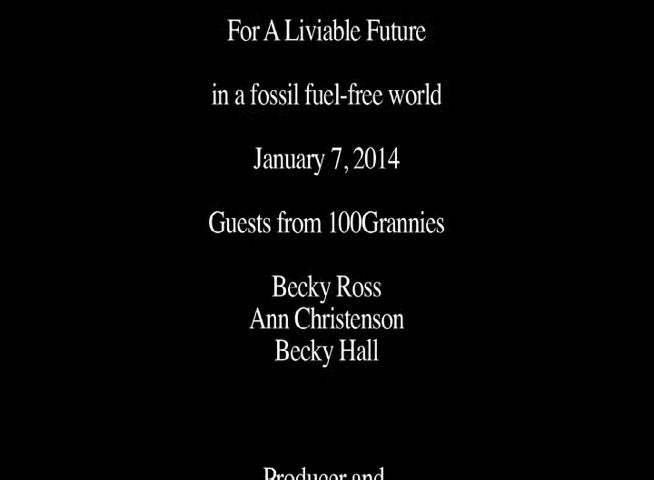 For A Liviable Future
in a fossil fuel-free world
January 7, 2014
Guests from 100Grannies
Becky Ross
Ann Christenson
Becky Hall
Producer and